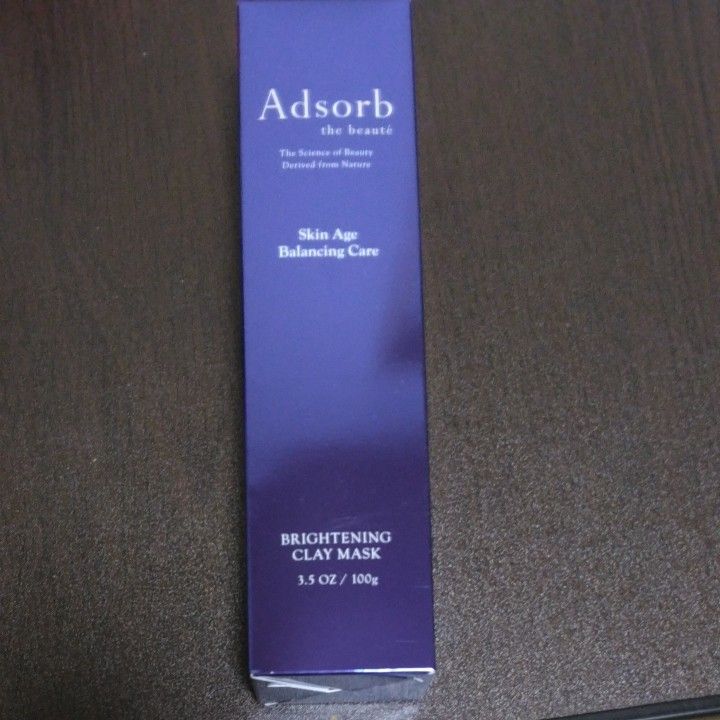 Adsorb
the beauté
The Science of Beauty
Derived from Nature
Skin Age
Balancing Care
BRIGHTENING
CLAY MASK
3.5 OZ / 100g